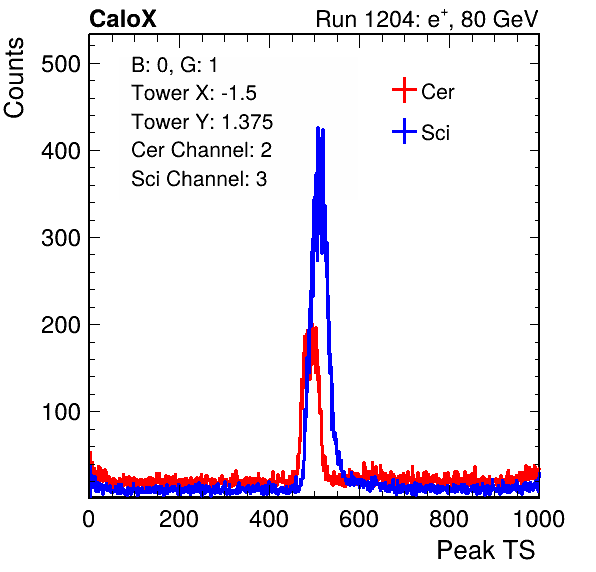 CaloX Run 1204: e⁺, 80 GeV
Counts
B: 0, G: 1
Tower X: -1.5
Tower Y: 1.375
Cer Channel: 2
Sci Channel: 3
Cer
Sci
500
400
300
200
100
0 200 400 600 800 1000
Peak TS